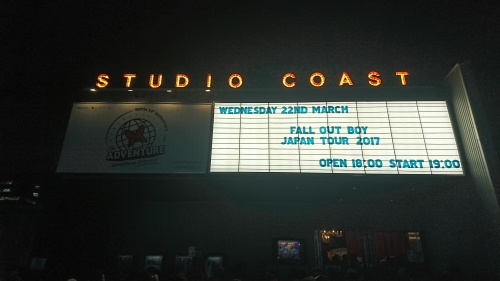 STUDIO COAST
WEDNESDAY 22ND MARCH
FALL OUT BOY
JAPAN TOUR 2017
OPEN 18:00 START 19:00
ADVENTURE